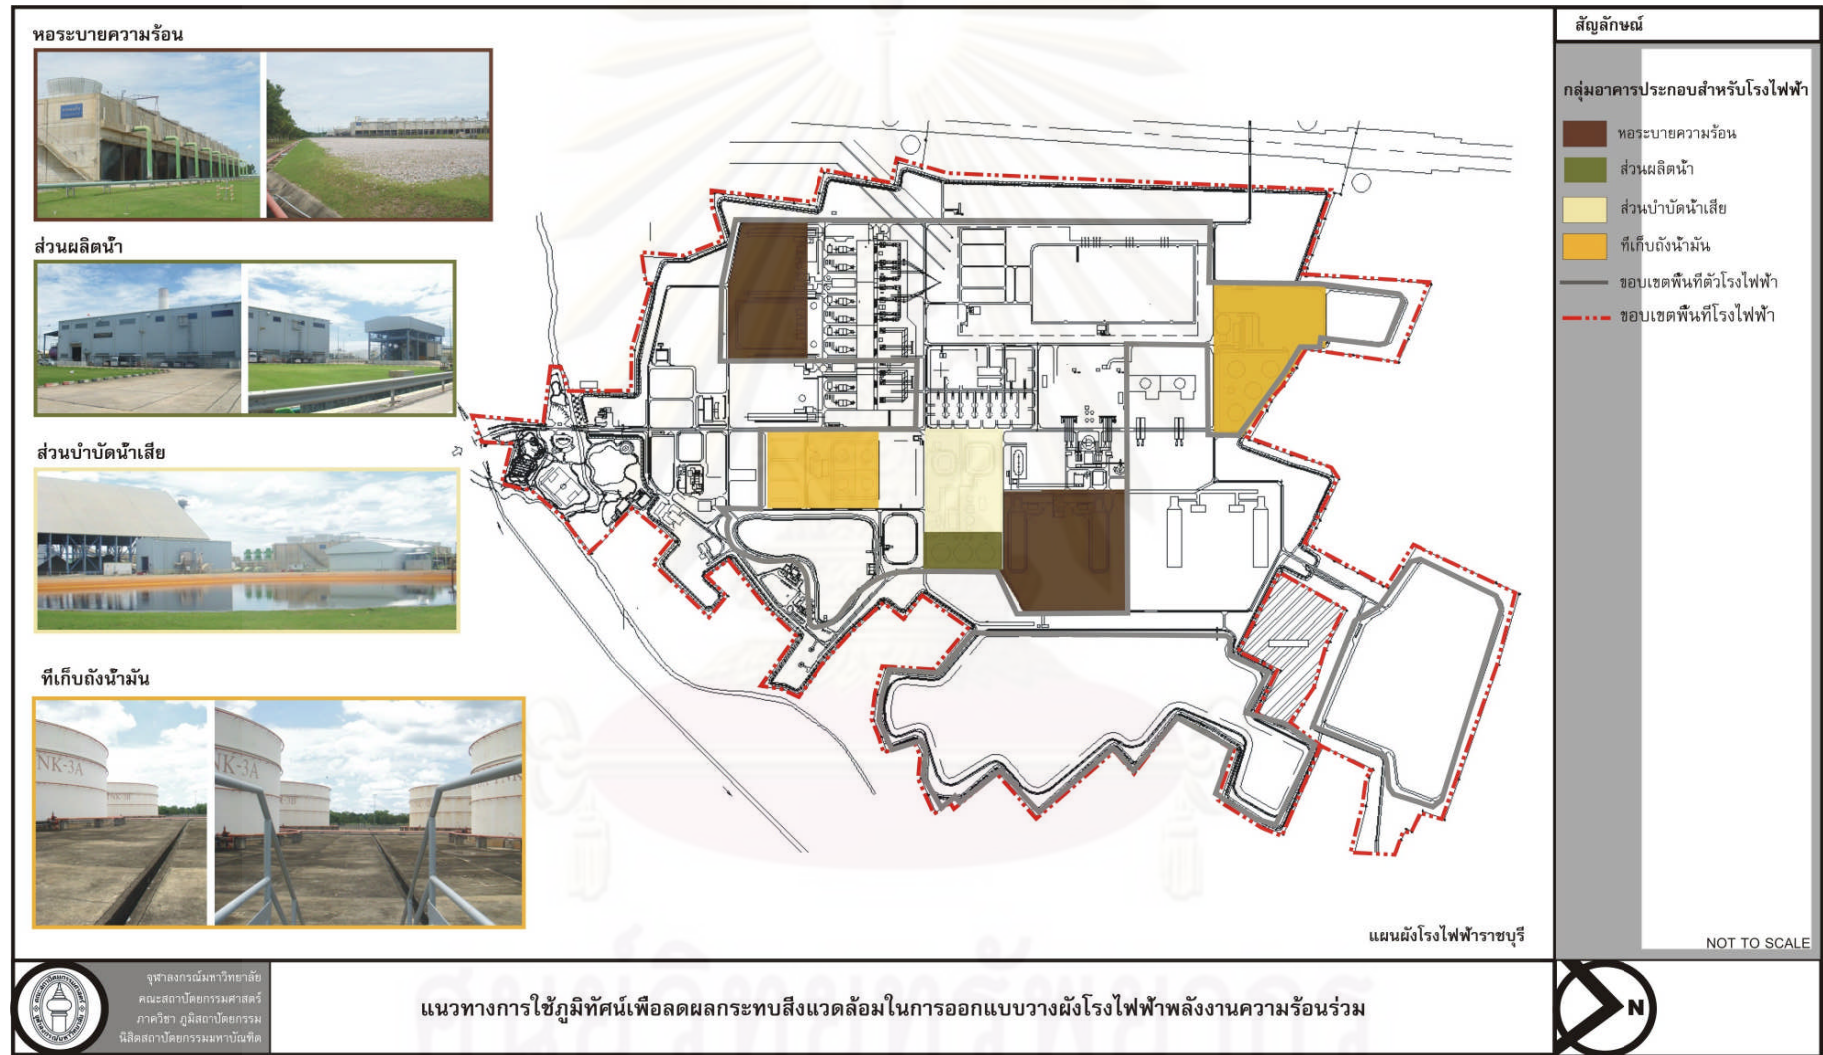 หอระบายความร้อน
ส่วนผลิตน้ำ
ส่วนบำบัดน้ำเสีย
ที่เก็บถังน้ำมัน
NK-3A
NK-3A
แผนผังโรงไฟฟ้าราชบุรี
สัญลักษณ์
กลุ่มอาคารประกอบสำหรับโรงไฟฟ้า
หอระบายความร้อน
ส่วนผลิตน้ำ
ส่วนบำบัดน้ำเสีย
ที่เก็บถังน้ำมัน
ขอบเขตพื้นที่ตัวโรงไฟฟ้า
ขอบเขตพื้นที่โรงไฟฟ้า
NOT TO SCALE
จุฬาลงกรณ์มหาวิทยาลัย
คณะสถาปัตยกรรมศาสตร์
ภาควิชา ภูมิสถาปัตยกรรม
นิสิตสถาปัตยกรรมมหาบัณฑิต
แนวทางการใช้ภูมิทัศน์เพื่อลดผลกระทบสิ่งแวดล้อมในการออกแบบวางผังโรงไฟฟ้าพลังงานความร้อนร่วม
N